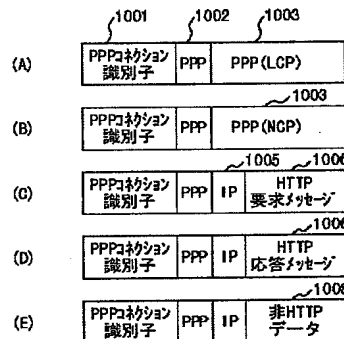 1001 1002 1003
(A) PPPコネクション 識別子 PPP PPP(LCP)
1003
(B) PPPコネクション 識別子 PPP PPP(NCP)
1005 1006
(C) PPPコネクション 識別子 PPP IP HTTP 要求メッセージ
1006
(D) PPPコネクション 識別子 PPP IP HTTP 応答メッセージ
1008
(E) PPPコネクション 識別子 PPP IP 非HTTP データ